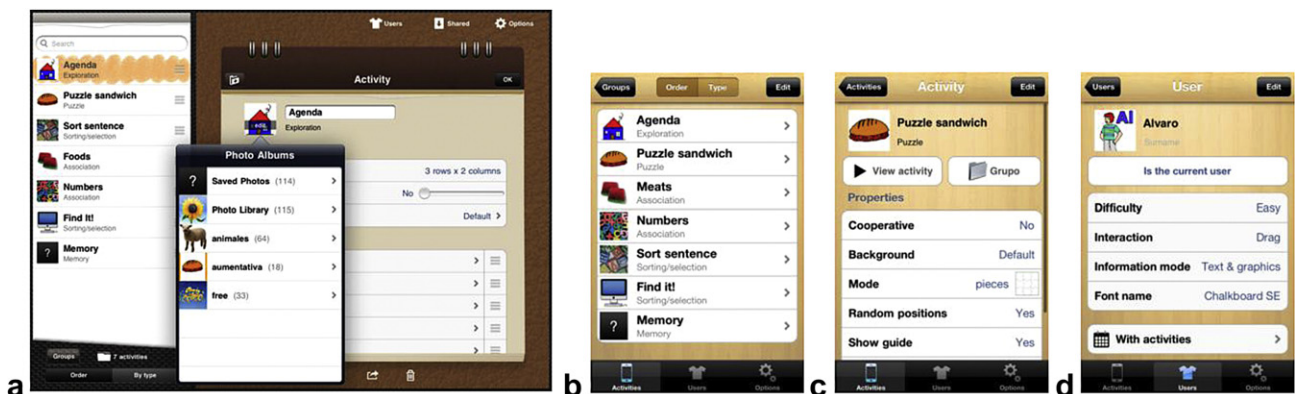 Users Shared Options
Search
Agenda
Exploration
Puzzle sandwich
Puzzle
Sort sentence
Sorting/selection
Foods
Association
Numbers
Association
Find It!
Sorting/selection
?
Memory
Memory
Groups 7 activities
Order By type
Activity OK
edit
Agenda
Exploration
3 rows x 2 columns
No
Default
Photo Albums
? Saved Photos (114)
Photo Library (115)
animales (64)
aumentativa (18)
free (33)
a
Groups Order Type Edit
Agenda
Exploration
Puzzle sandwich
Puzzle
Meats
Association
Numbers
Association
Sort sentence
Sorting/selection
Find it!
Sorting/selection
?
Memory
Memory
Activities Users Options
b
Activities Activity Edit
Puzzle sandwich
Puzzle
View activity Grupo
Properties
Cooperative No
Background Default
Mode pieces
Random positions Yes
Show guide Yes
Activities Users Options
c
Users User Edit
Al
Alvaro
Surname
Is the current user
Difficulty Easy
Interaction Drag
Information mode Text & graphics
Font name Chalkboard SE
With activities
Activities Users Options
d